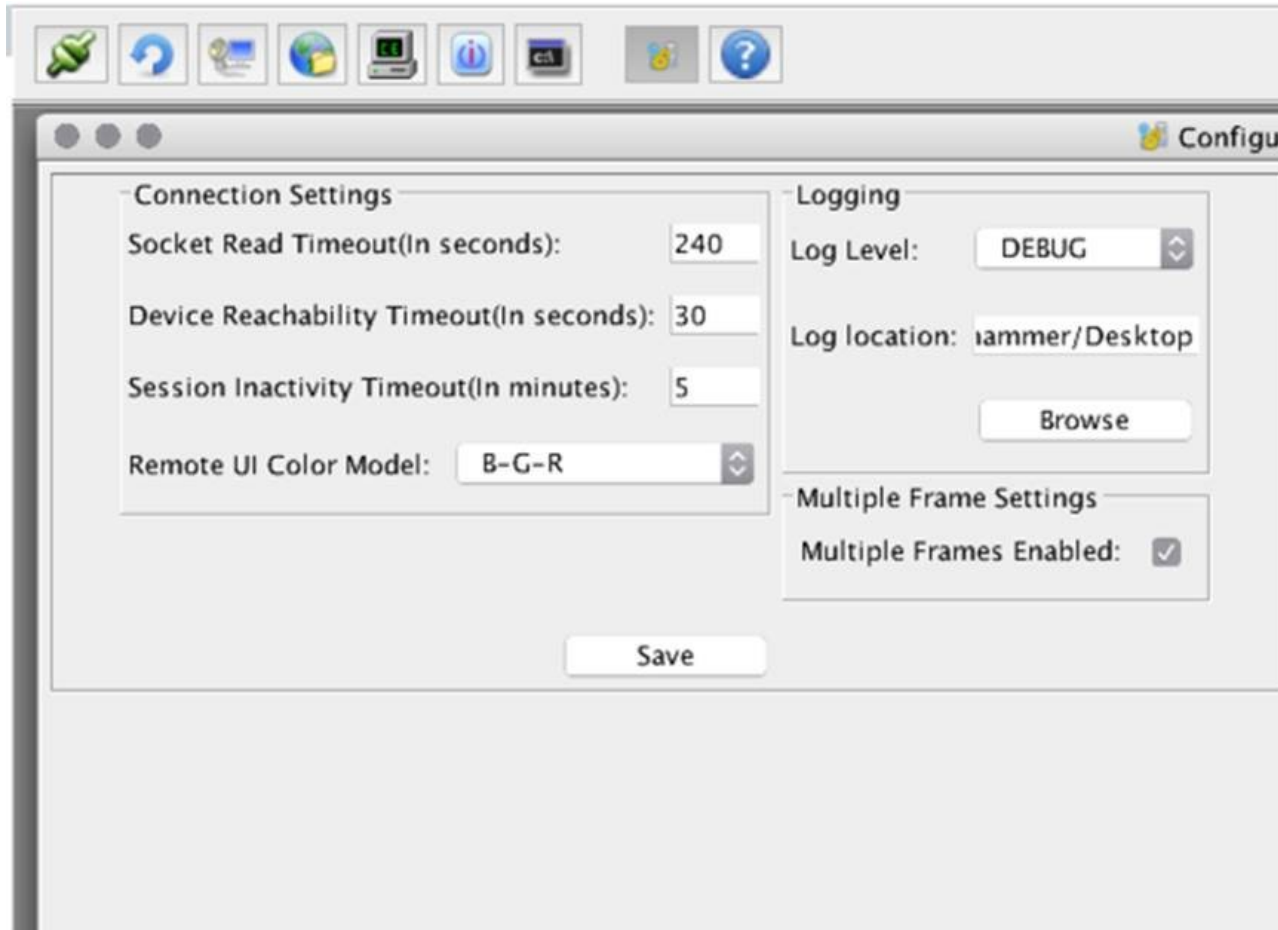 CE
C:\
?
Configu
Connection Settings
Socket Read Timeout(In seconds): 240
Device Reachability Timeout(In seconds): 30
Session Inactivity Timeout(In minutes): 5
Remote UI Color Model: B-G-R
Logging
Log Level: DEBUG
Log location: hammer/Desktop
Browse
Multiple Frame Settings
Multiple Frames Enabled:
Save